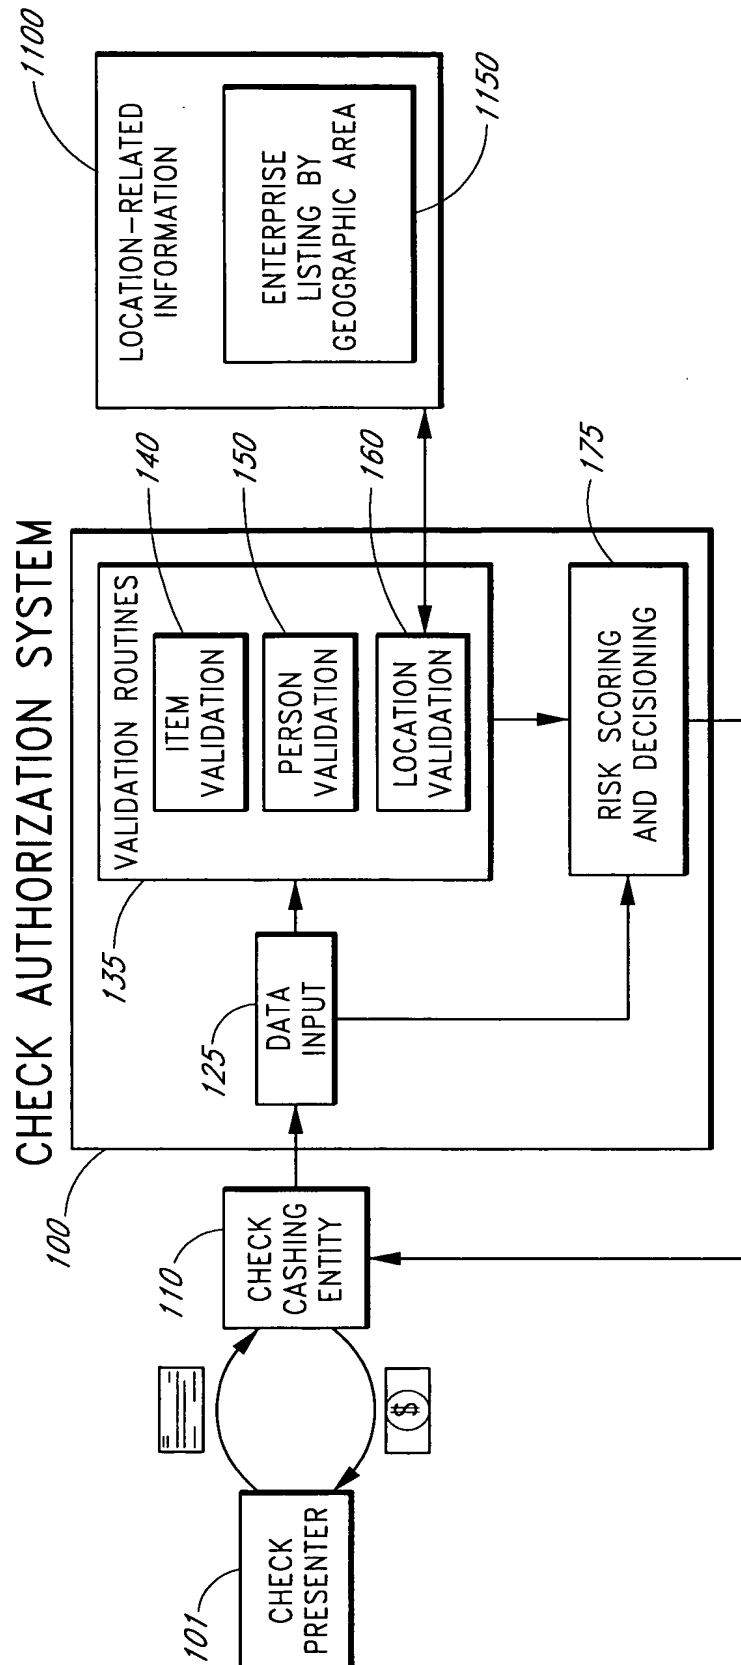 CHECK AUTHORIZATION SYSTEM
101
CHECK
PRESENTER
$
110
CHECK
CASHING
ENTITY
100
125
DATA
INPUT
135
VALIDATION ROUTINES
140
ITEM
VALIDATION
150
PERSON
VALIDATION
160
LOCATION
VALIDATION
175
RISK SCORING
AND DECISIONING
1100
LOCATION-RELATED
INFORMATION
1150
ENTERPRISE
LISTING BY
GEOGRAPHIC AREA